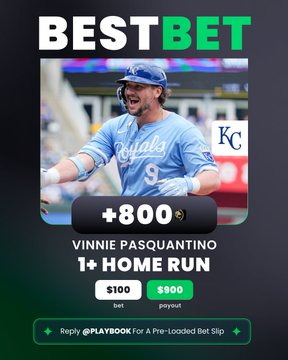 BESTBET
Royals
9
KC
+800
VINNIE PASQUANTINO
1+ HOME RUN
$100 $900
bet payout
Reply @PLAYBOOK For A Pre-Loaded Bet Slip